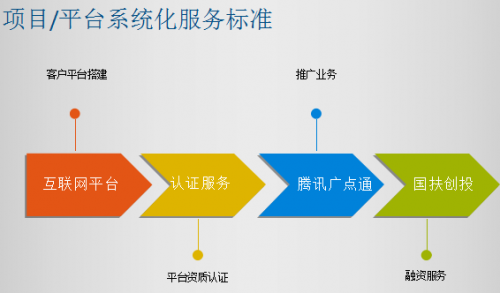 项目/平台系统化服务标准
客户平台搭建
推广业务
互联网平台
认证服务
腾讯广点通
国扶创投
平台资质认证
融资服务